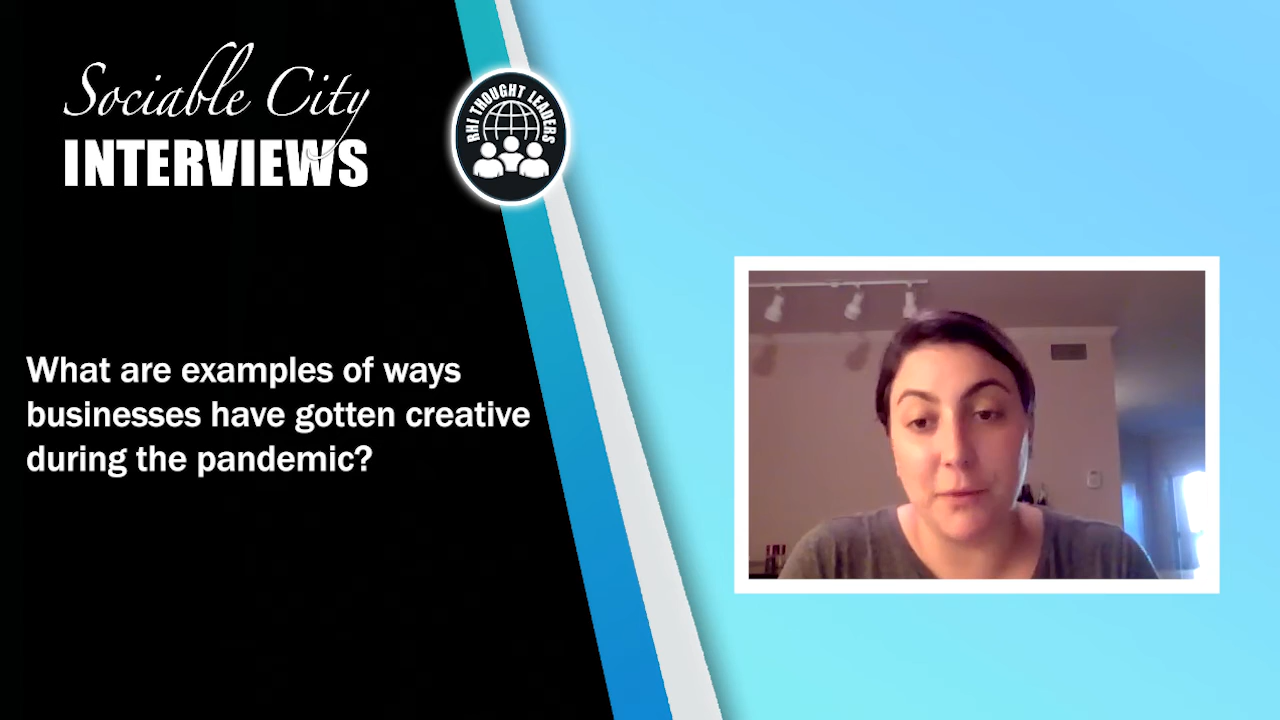 Sociable City
INTERVIEWS
RHI THOUGHT LEADERS
What are examples of ways
businesses have gotten creative
during the pandemic?